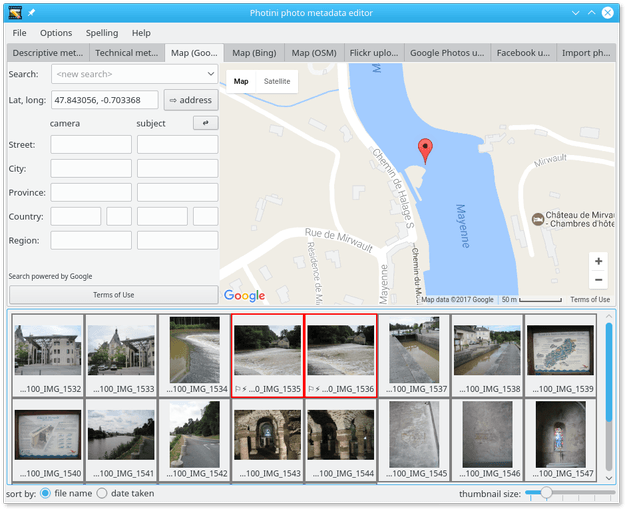 Photini photo metadata editor
File Options Spelling Help
Descriptive met... Technical met... Map (Goo... Map (Bing) Map (OSM) Flickr uplo... Google Photos u... Facebook u... Import ph...
Search: <new search>
Lat, long: 47.843056, -0.703368 ⇨ address
camera subject
Street:
City:
Province:
Country:
Region:
Search powered by Google
Terms of Use
Map Satellite
M
Chemin de Halage S
Mirwault
Mayenne
Château de Mirwa
- Chambres d'hôte
Rue de Mirwault
Résidence de Mi
Mayenne
Chemin du Mo
+
−
Google
Map data ©2017 Google 50 m Terms of Use
...100_IMG_1532 ...100_IMG_1533 ...100_IMG_1534 ...0_IMG_1535 ...0_IMG_1536 ...100_IMG_1537 ...100_IMG_1538 ...100_IMG_1539
...100_IMG_1540 ...100_IMG_1541 ...100_IMG_1542 ...100_IMG_1543 ...100_IMG_1544 ...100_IMG_1545 ...100_IMG_1546 ...100_IMG_1547
sort by: file name date taken thumbnail size: